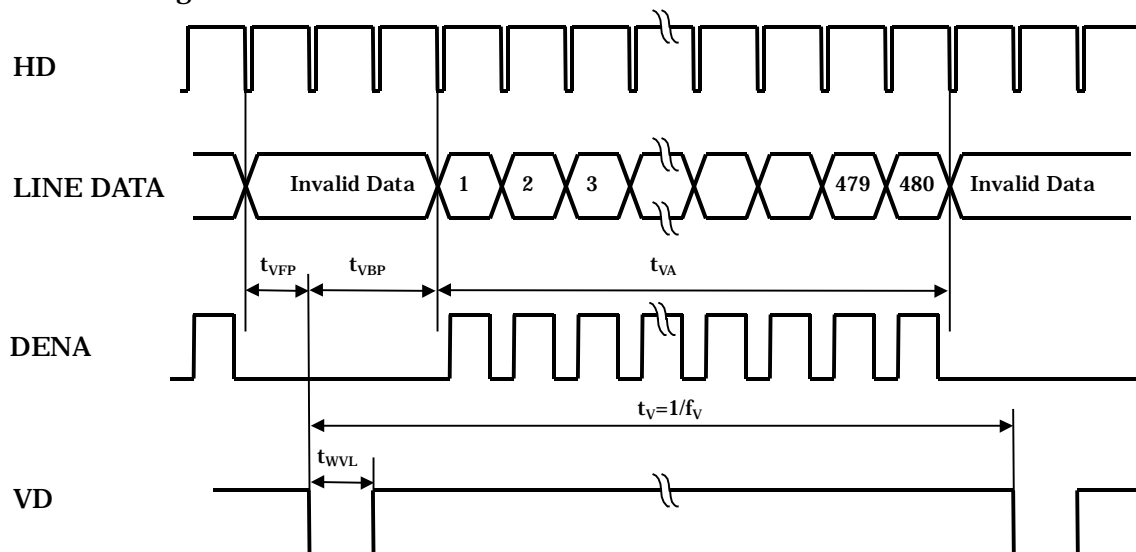 HD
LINE DATA
Invalid Data 1 2 3 479 480 Invalid Data
tVFP tVBP tVA
DENA
tV=1/fV
tWVL
VD